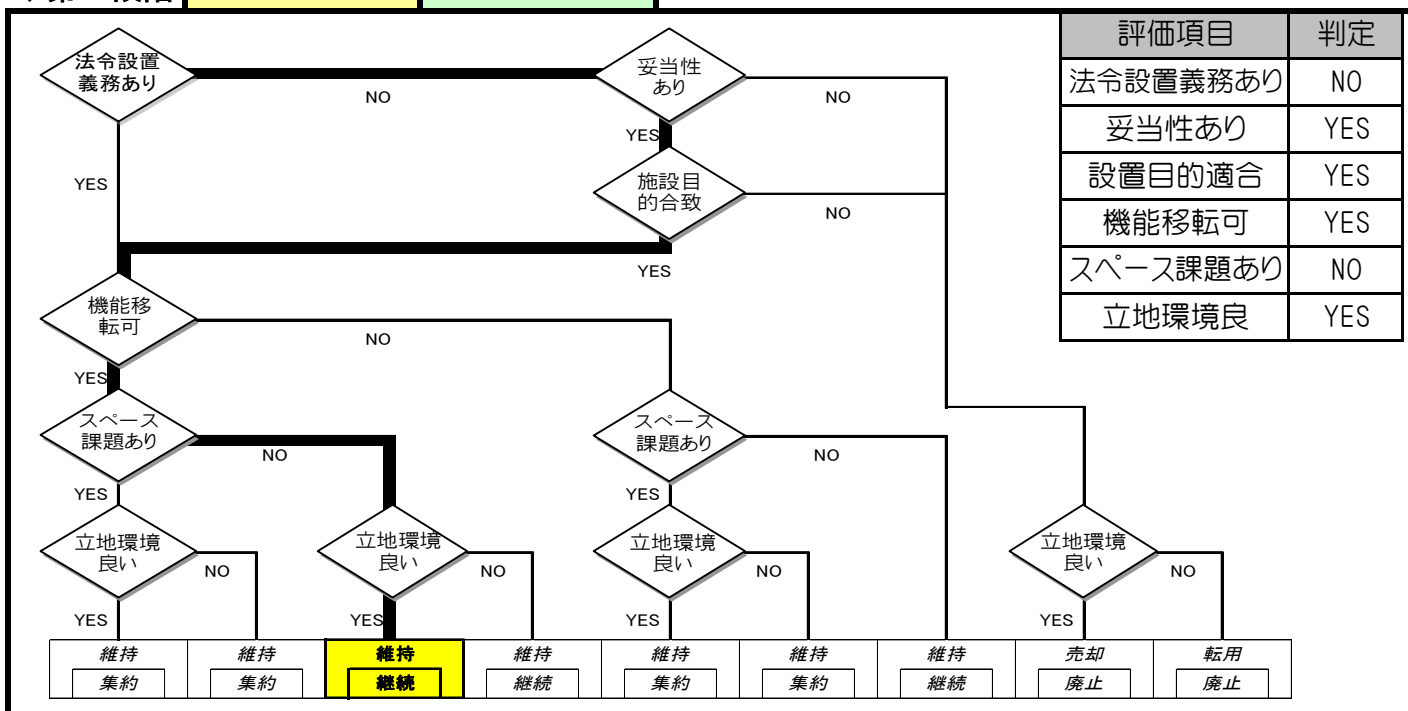 法令設置
義務あり
妥当性
あり
NO
NO
YES
YES
施設目
的合致
NO
YES
機能移
転可
NO
YES
スペース
課題あり
NO
スペース
課題あり
NO
YES
YES
立地環境
良い
NO
立地環境
良い
NO
立地環境
良い
NO
立地環境
良い
NO
YES
YES
YES
YES
維持 維持 維持 維持 維持 維持 維持 売却 転用
集約 集約 継続 継続 集約 集約 継続 廃止 廃止
評価項目 判定
法令設置義務あり NO
妥当性あり YES
設置目的適合 YES
機能移転可 YES
スペース課題あり NO
立地環境良 YES